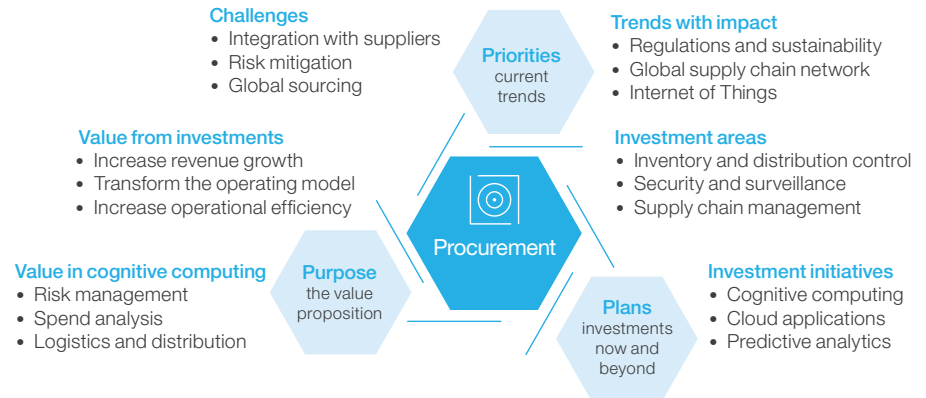 Challenges
• Integration with suppliers
• Risk mitigation
• Global sourcing
Priorities
current
trends
Trends with impact
• Regulations and sustainability
• Global supply chain network
• Internet of Things
Value from investments
• Increase revenue growth
• Transform the operating model
• Increase operational efficiency
Procurement
Investment areas
• Inventory and distribution control
• Security and surveillance
• Supply chain management
Value in cognitive computing
• Risk management
• Spend analysis
• Logistics and distribution
Purpose
the value
proposition
Plans
investments
now and
beyond
Investment initiatives
• Cognitive computing
• Cloud applications
• Predictive analytics